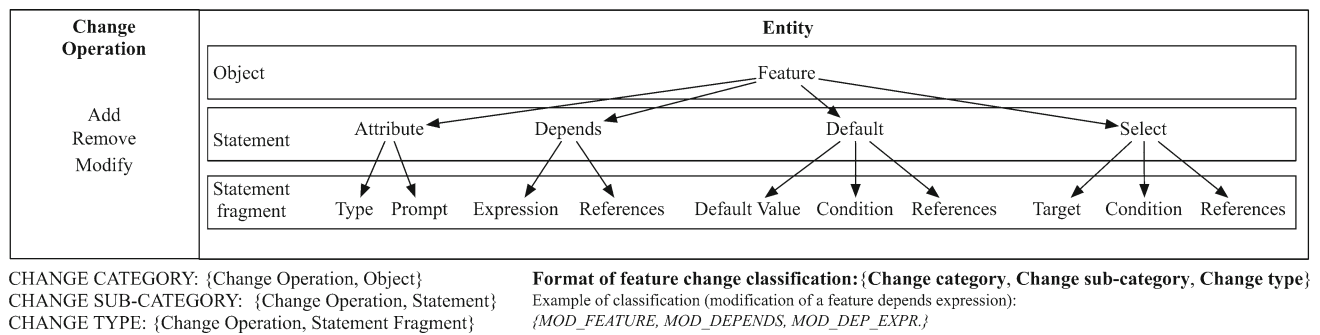 Change
Operation
Entity
Object
Feature
Add
Remove
Modify
Statement
Attribute
Depends
Default
Select
Statement
fragment
Type Prompt Expression References Default Value Condition References Target Condition References
CHANGE CATEGORY: {Change Operation, Object}
CHANGE SUB-CATEGORY: {Change Operation, Statement}
CHANGE TYPE: {Change Operation, Statement Fragment}
Format of feature change classification:{Change category, Change sub-category, Change type}
Example of classification (modification of a feature depends expression):
{MOD_FEATURE, MOD_DEPENDS, MOD_DEP_EXPR.}